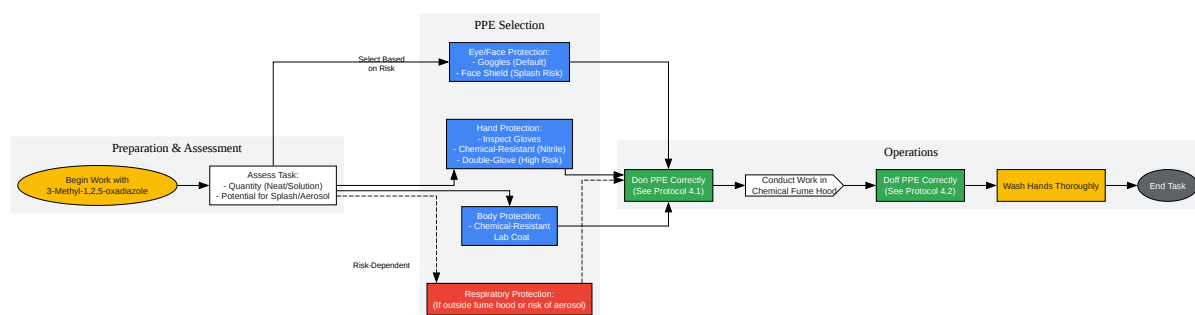 PPE Selection
Select Based
on Risk
Eye/Face Protection:
- Goggles (Default)
- Face Shield (Splash Risk)
Preparation & Assessment
Begin Work with
3-Methyl-1,2,5-oxadiazole
Assess Task:
- Quantity (Neat/Solution)
- Potential for Splash/Aerosol
Hand Protection:
- Inspect Gloves
- Chemical-Resistant (Nitrile)
- Double-Glove (High Risk)
Body Protection:
- Chemical-Resistant
Lab Coat
Risk-Dependent
Respiratory Protection:
(If outside fume hood or risk of aerosol)
Operations
Don PPE Correctly
(See Protocol 4.1)
Conduct Work in
Chemical Fume Hood
Doff PPE Correctly
(See Protocol 4.2)
Wash Hands Thoroughly
End Task